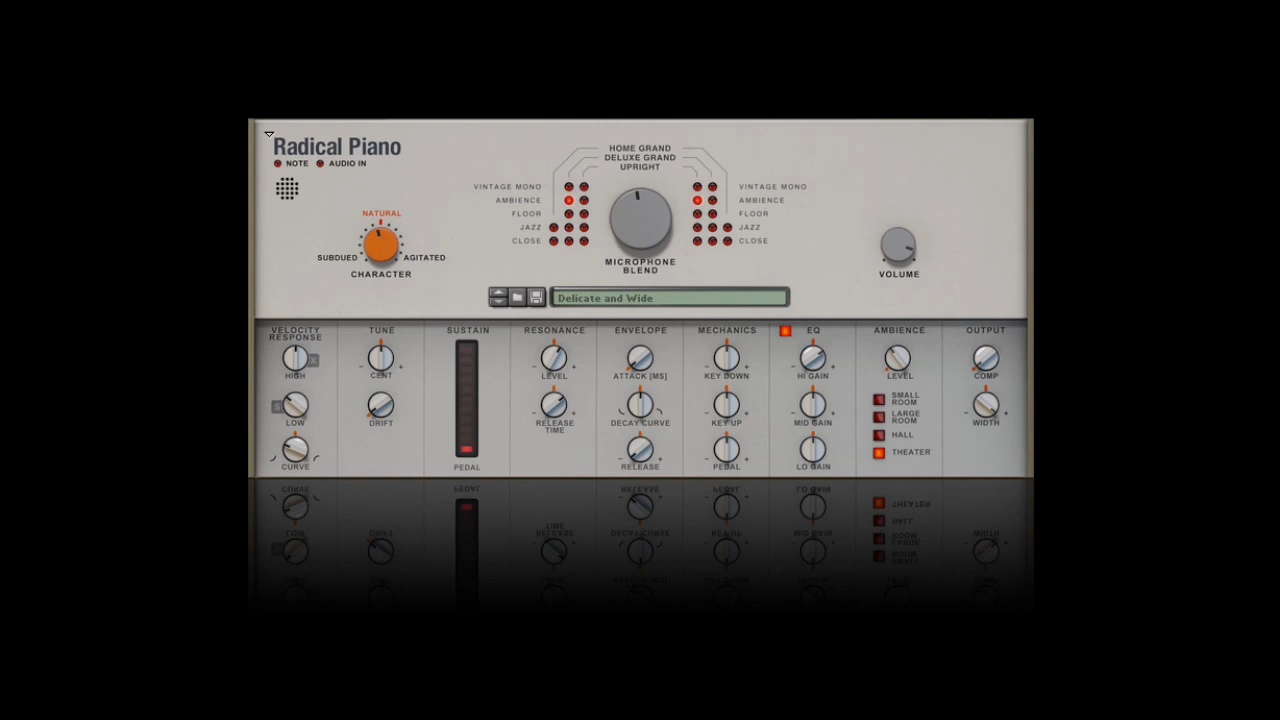 Radical Piano
NOTE AUDIO IN
HOME GRAND
DELUXE GRAND
UPRIGHT
VINTAGE MONO
AMBIENCE
FLOOR
JAZZ
CLOSE
VINTAGE MONO
AMBIENCE
FLOOR
JAZZ
CLOSE
MICROPHONE
BLEND
NATURAL
SUBDUED AGITATED
CHARACTER
VOLUME
Delicate and Wide
VELOCITY
RESPONSE
X
HIGH
S
LOW
CURVE
TUNE
CENT
DRIFT
SUSTAIN
PEDAL
RESONANCE
LEVEL
RELEASE
TIME
ENVELOPE
ATTACK [MS]
DECAY CURVE
RELEASE
MECHANICS
KEY DOWN
KEY UP
PEDAL
EQ
HI GAIN
MID GAIN
LO GAIN
AMBIENCE
LEVEL
SMALL
ROOM
LARGE
ROOM
HALL
THEATER
OUTPUT
COMP
WIDTH